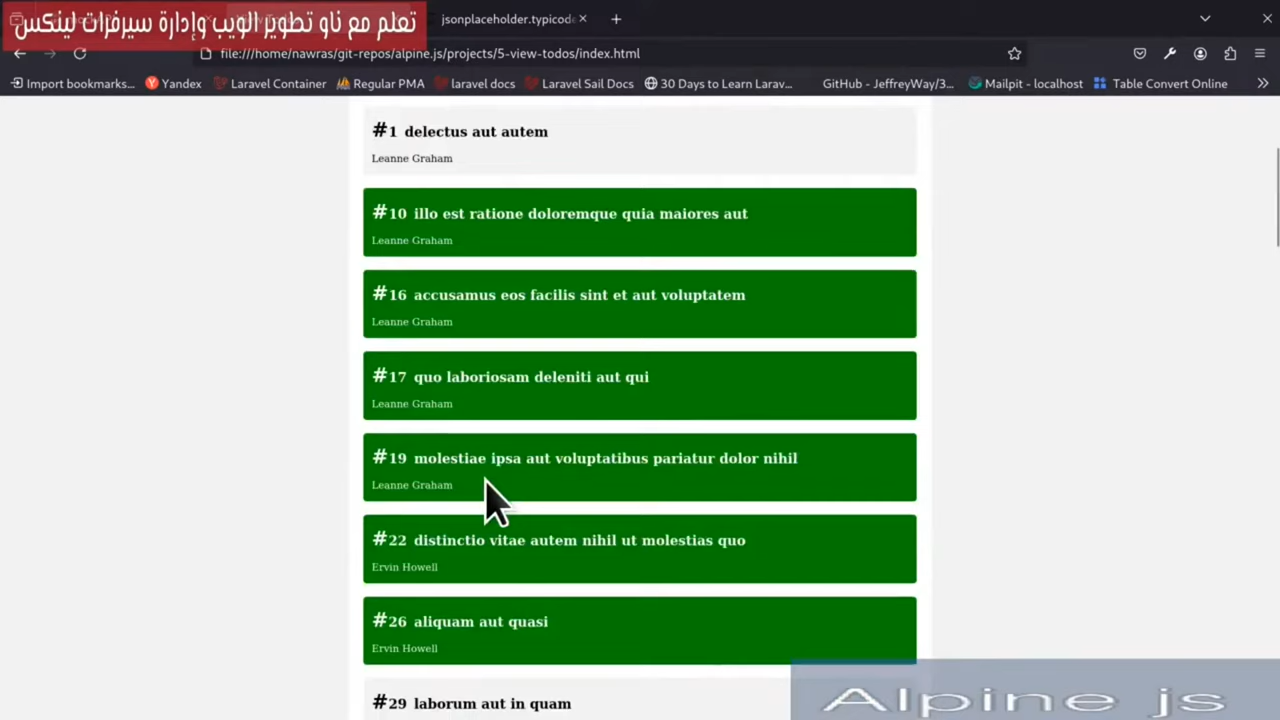 تعلم مع ناو تطوير الويب وإدارة سيرفرات لينكس
jsonplaceholder.typicod
file:///home/nawras/git-repos/alpine.js/projects/5-view-todos/index.html
Import bookmarks...
Yandex
Laravel Container
Regular PMA
laravel docs
Laravel Sail Docs
30 Days to Learn Larav...
GitHub - JeffreyWay/3...
Mailpit - localhost
Table Convert Online
#1 delectus aut autem
Leanne Graham
#10 illo est ratione doloremque quia maiores aut
Leanne Graham
#16 accusamus eos facilis sint et aut voluptatem
Leanne Graham
#17 quo laboriosam deleniti aut qui
Leanne Graham
#19 molestiae ipsa aut voluptatibus pariatur dolor nihil
Leanne Graham
#22 distinctio vitae autem nihil ut molestias quo
Ervin Howell
#26 aliquam aut quasi
Ervin Howell
#29 laborum aut in quam
Alpine js